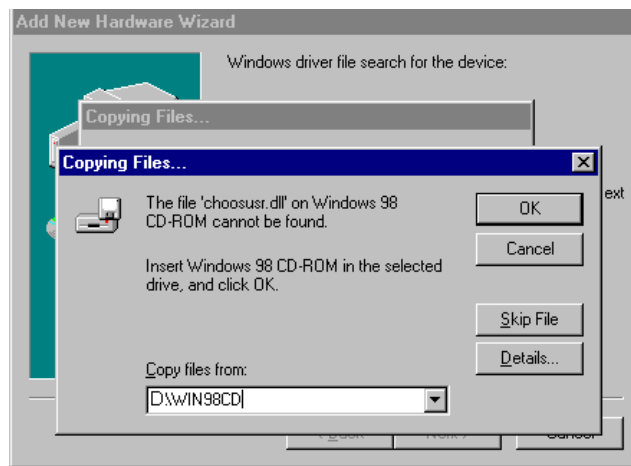 Add New Hardware Wizard
Windows driver file search for the device:
Copying Files...
Copying Files...
The file 'choosusr.dll' on Windows 98
CD-ROM cannot be found.
Insert Windows 98 CD-ROM in the selected
drive, and click OK.
Copy files from:
D:\WIN98CD
OK
Cancel
Skip File
Details...
ext